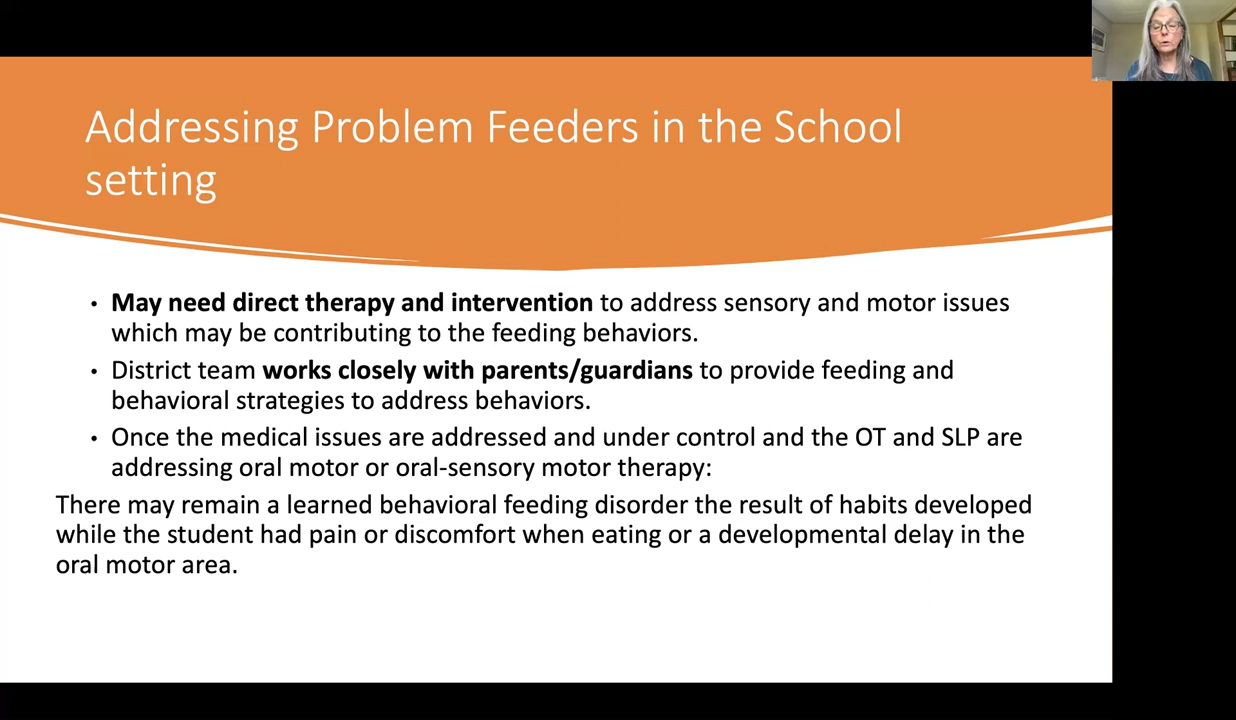 Addressing Problem Feeders in the School
setting
• May need direct therapy and intervention to address sensory and motor issues
which may be contributing to the feeding behaviors.
• District team works closely with parents/guardians to provide feeding and
behavioral strategies to address behaviors.
• Once the medical issues are addressed and under control and the OT and SLP are
addressing oral motor or oral-sensory motor therapy:
There may remain a learned behavioral feeding disorder the result of habits developed
while the student had pain or discomfort when eating or a developmental delay in the
oral motor area.